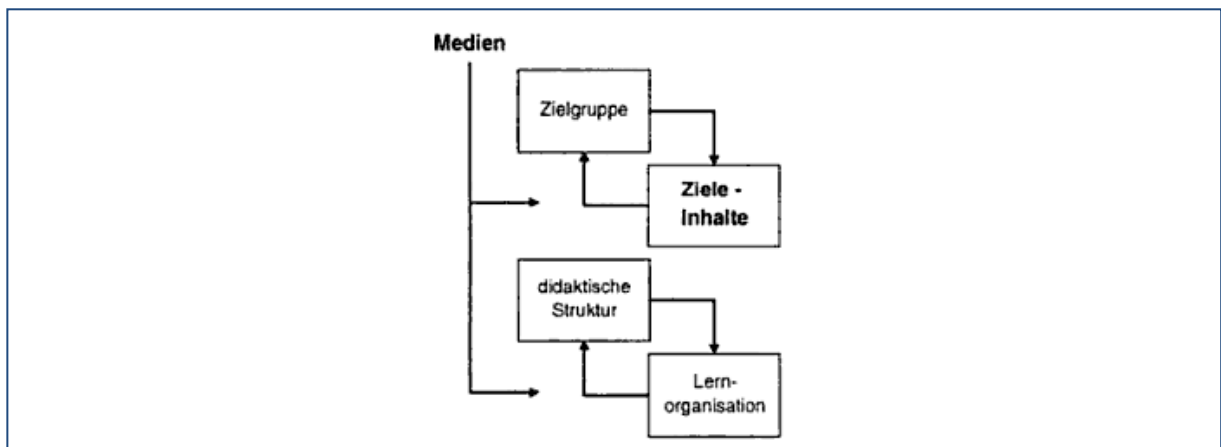 Medien
Zielgruppe
Ziele -
Inhalte
didaktische
Struktur
Lern-
organisation